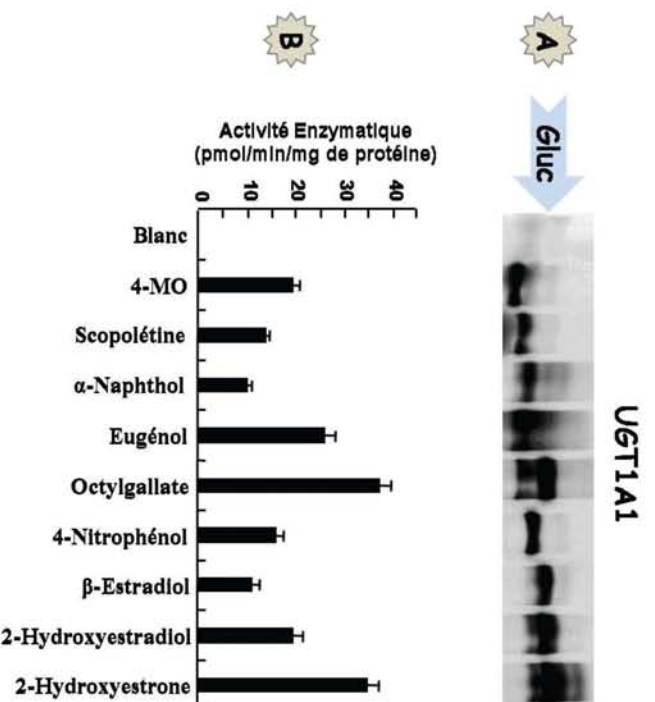 B
A
Gluc
UGT1A1
Activité Enzymatique
(pmol/min/mg de protéine)
0 10 20 30 40
Blanc
4-MO
Scopolétine
α-Naphthol
Eugénol
Octylgallate
4-Nitrophénol
β-Estradiol
2-Hydroxyestradiol
2-Hydroxyestrone